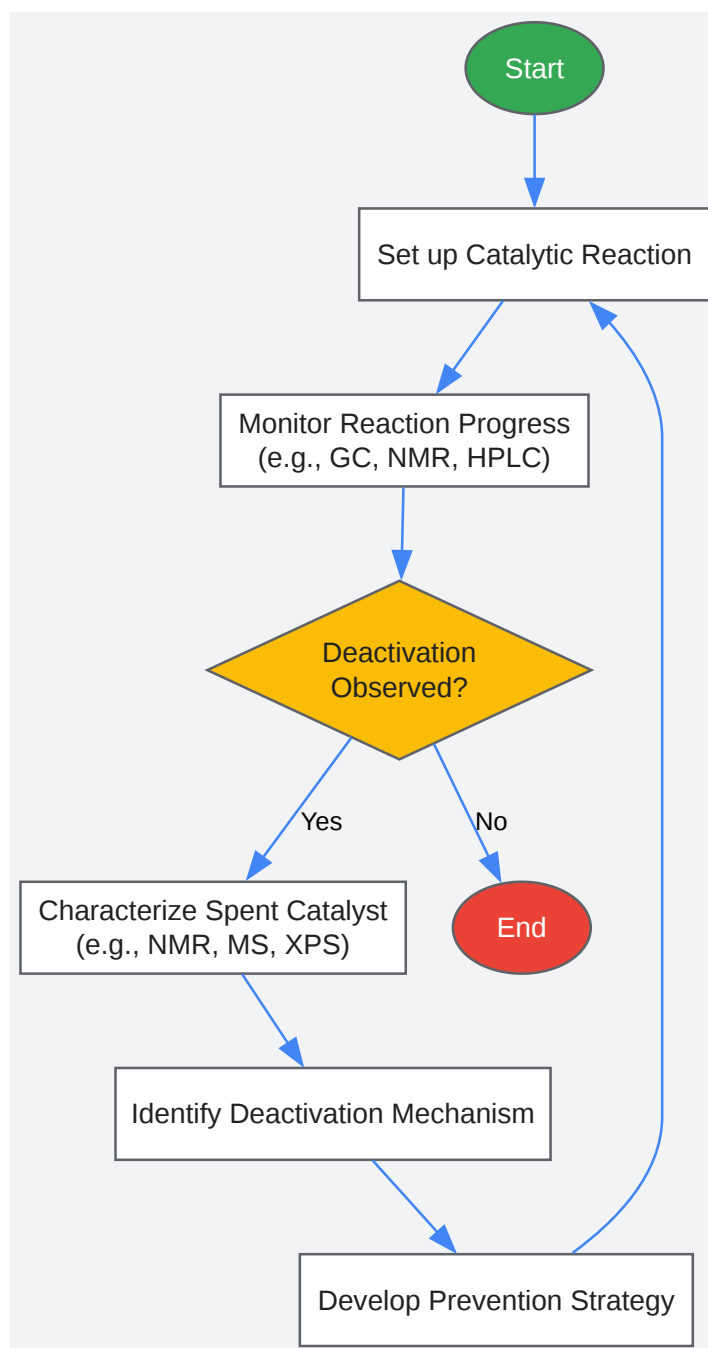 Start
Set up Catalytic Reaction
Monitor Reaction Progress
(e.g., GC, NMR, HPLC)
Deactivation
Observed?
Yes
No
Characterize Spent Catalyst
(e.g., NMR, MS, XPS)
End
Identify Deactivation Mechanism
Develop Prevention Strategy